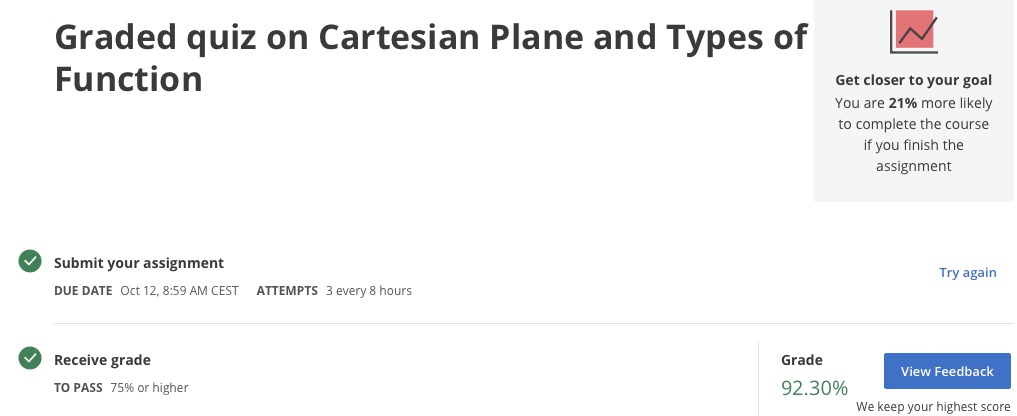 Graded quiz on Cartesian Plane and Types of
Function
Get closer to your goal
You are 21% more likely
to complete the course
if you finish the
assignment
Submit your assignment
DUE DATE Oct 12, 8:59 AM CEST ATTEMPTS 3 every 8 hours
Try again
Receive grade
TO PASS 75% or higher
Grade
92.30%
View Feedback
We keep your highest score